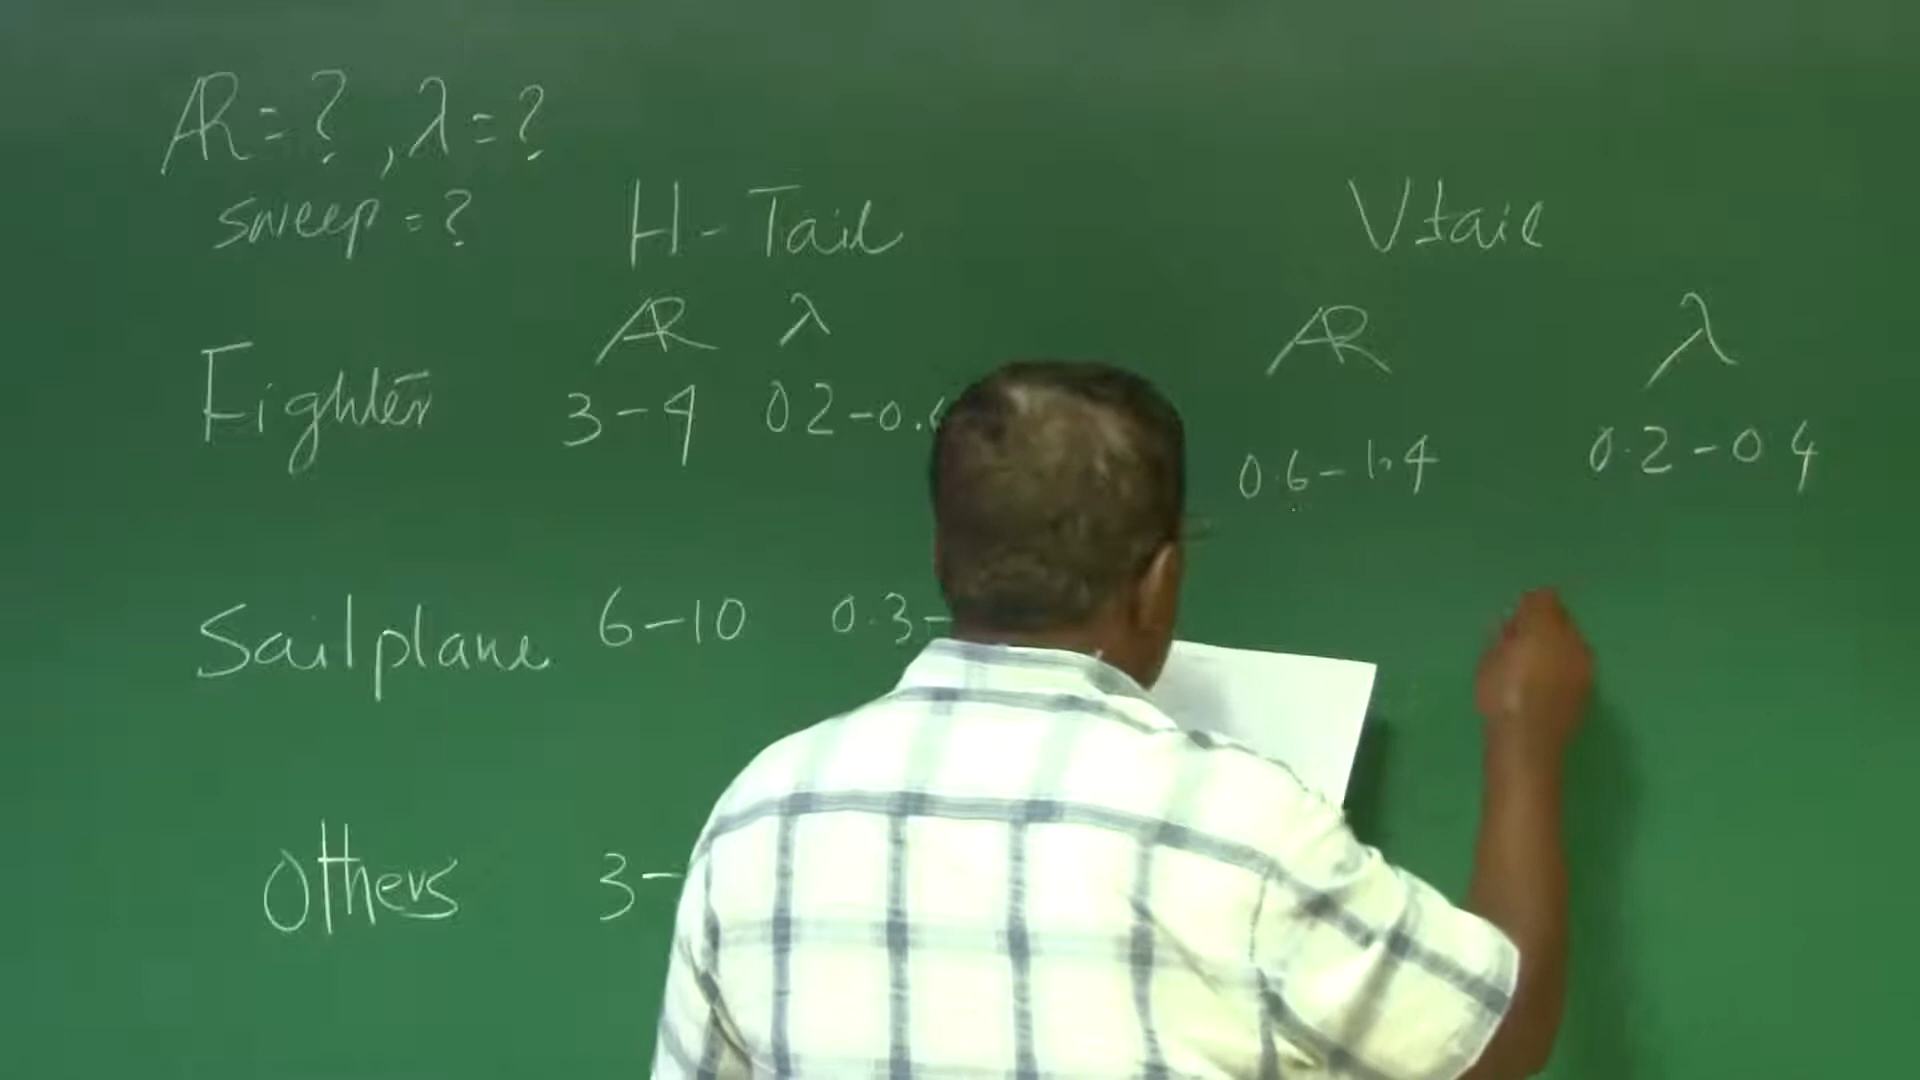 AR = ? , λ = ?
sweep = ?
H - Tail
V tail
AR λ
AR λ
Fighter 3 - 4 0 2 - 0.
0.6 - 1.4 0.2 - 0 4
Sailplane 6 - 10 0.3 -
Others 3 -